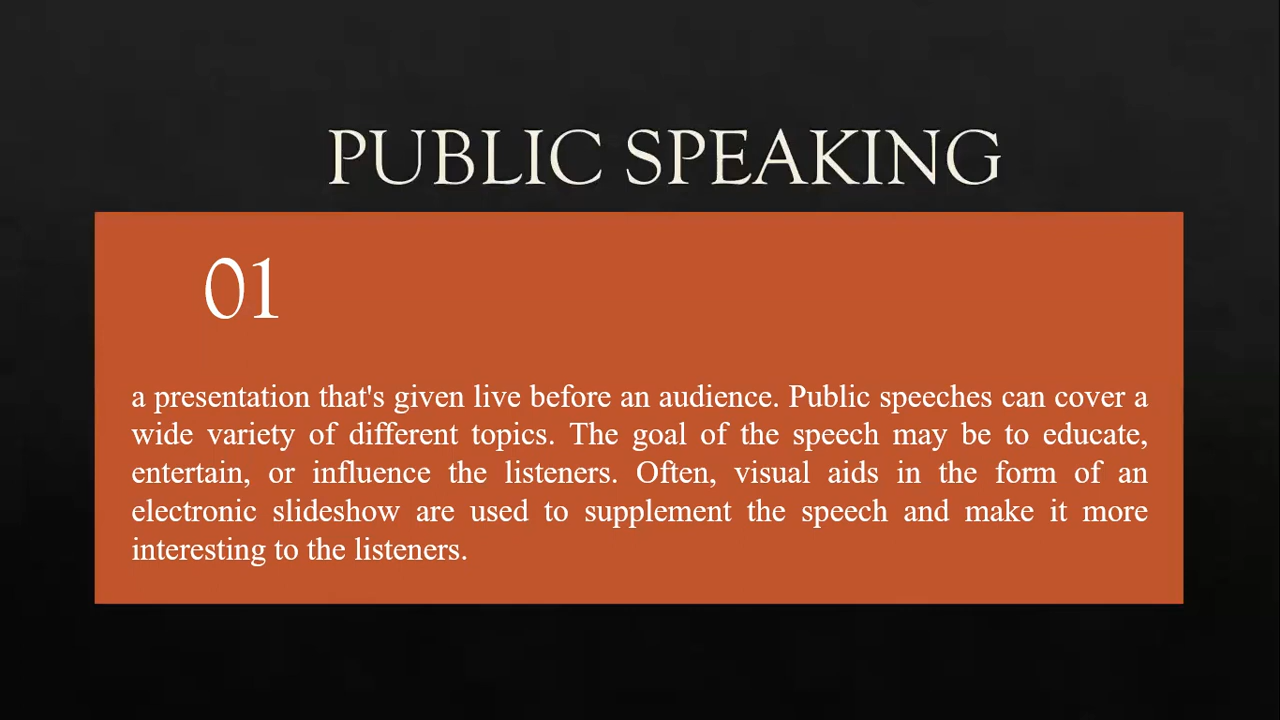 PUBLIC SPEAKING
01
a presentation that's given live before an audience. Public speeches can cover a
wide variety of different topics. The goal of the speech may be to educate,
entertain, or influence the listeners. Often, visual aids in the form of an
electronic slideshow are used to supplement the speech and make it more
interesting to the listeners.